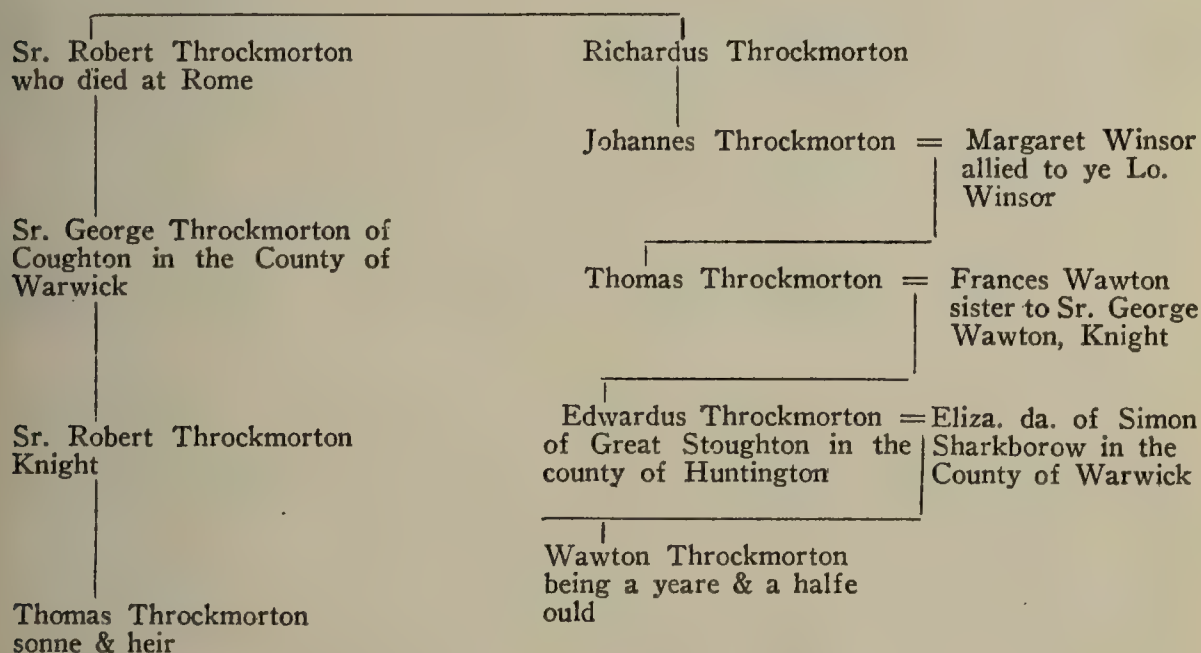 Sr. Robert Throckmorton
who died at Rome
Richardus Throckmorton
Johannes Throckmorton = Margaret Winsor
allied to ye Lo.
Winsor
Sr. George Throckmorton of
Coughton in the County of
Warwick
Thomas Throckmorton = Frances Wawton
sister to Sr. George
Wawton, Knight
Sr. Robert Throckmorton
Knight
Edwardus Throckmorton = Eliza. da. of Simon
of Great Stoughton in the Sharkborow in the
county of Huntington County of Warwick
Wawton Throckmorton
being a yeare & a halfe
ould
Thomas Throckmorton
sonne & heir